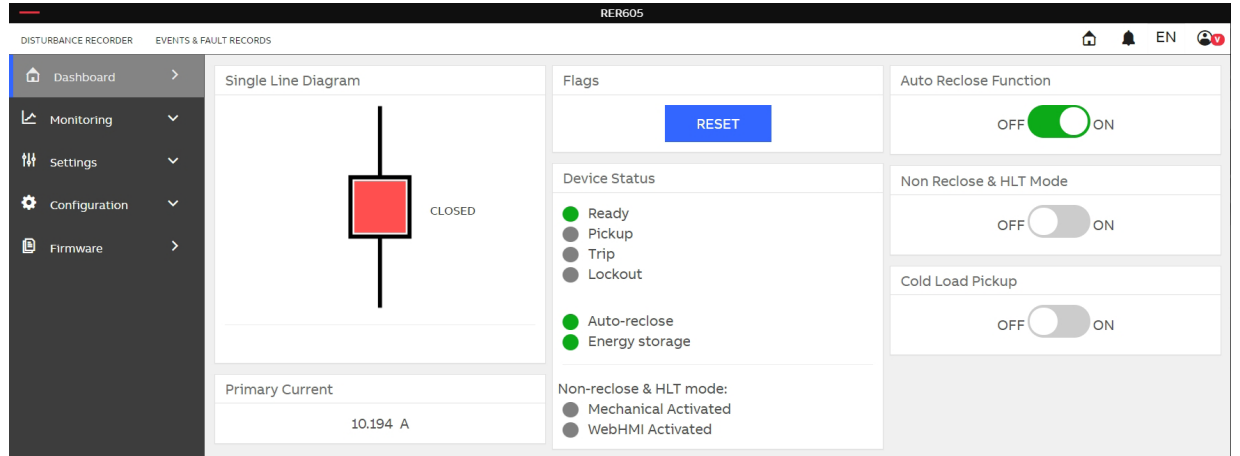 RER605
DISTURBANCE RECORDER EVENTS & FAULT RECORDS EN V
Dashboard
Monitoring
Settings
Configuration
Firmware
Single Line Diagram
CLOSED
Primary Current
10.194 A
Flags
RESET
Device Status
Ready
Pickup
Trip
Lockout
Auto-reclose
Energy storage
Non-reclose & HLT mode:
Mechanical Activated
WebHMI Activated
Auto Reclose Function
OFF ON
Non Reclose & HLT Mode
OFF ON
Cold Load Pickup
OFF ON